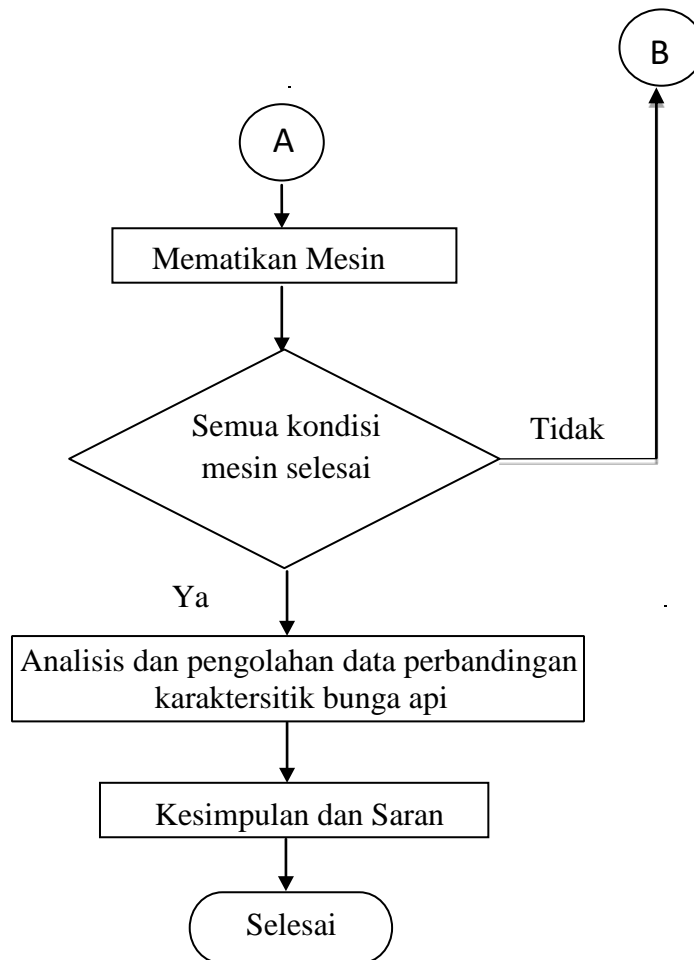 B
A
Mematikan Mesin
Semua kondisi
mesin selesai
Tidak
Ya
Analisis dan pengolahan data perbandingan
karaktersitik bunga api
Kesimpulan dan Saran
Selesai